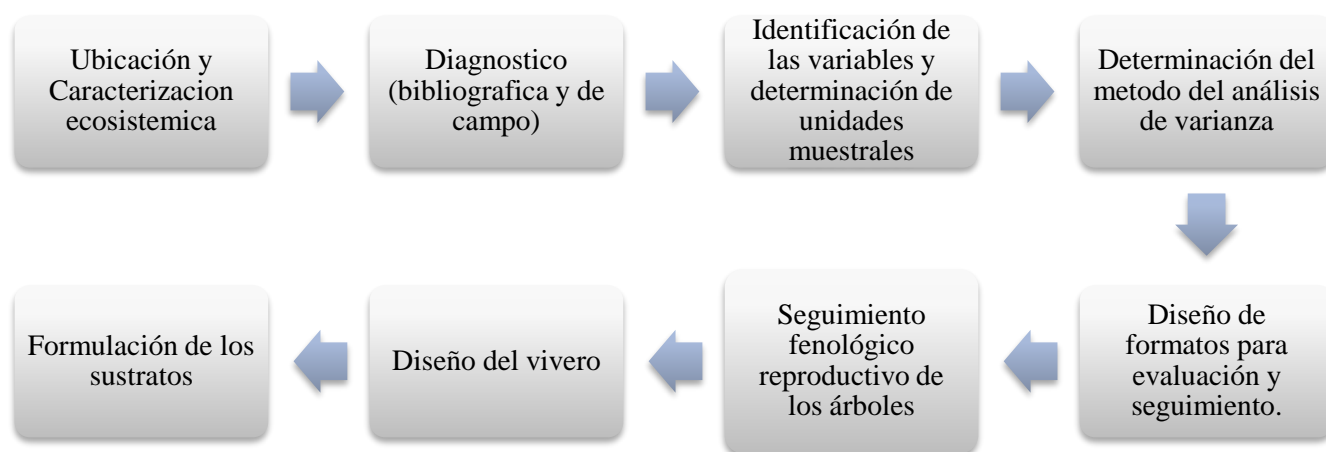 Ubicación y
Caracterizacion
ecosistemica
Diagnostico
(bibliografica y de
campo)
Identificación de
las variables y
determinación de
unidades
muestrales
Determinación del
metodo del análisis
de varianza
Diseño de
formatos para
evaluación y
seguimiento.
Seguimiento
fenológico
reproductivo de
los árboles
Diseño del vivero
Formulación de los
sustratos